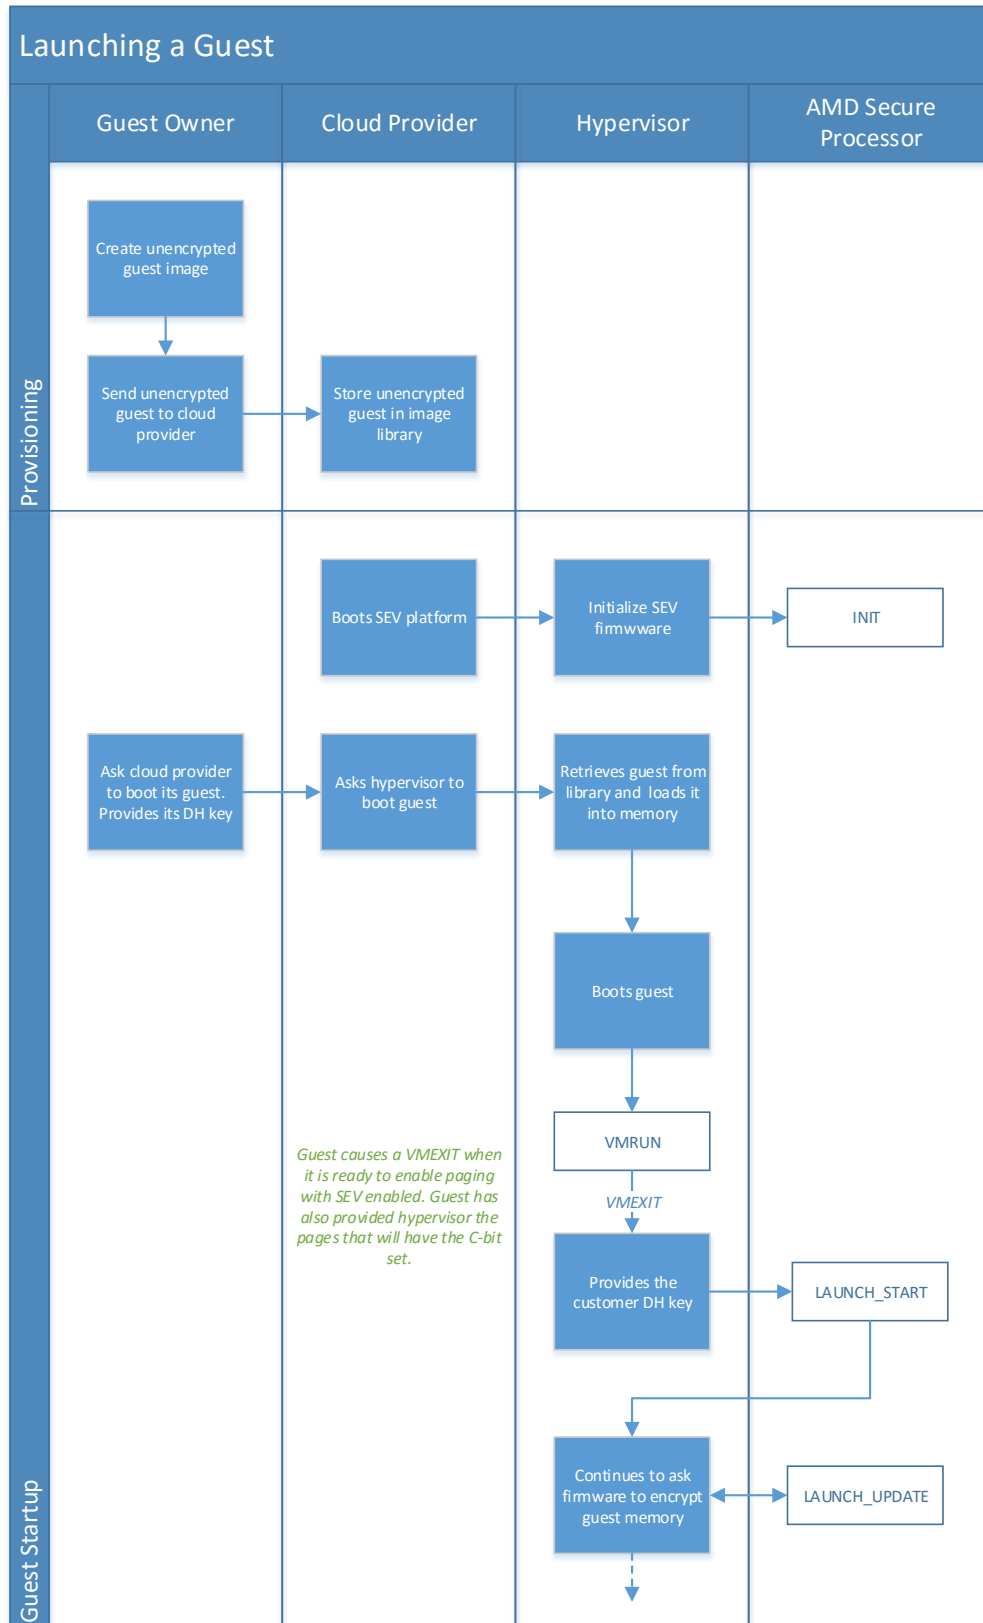 Launching a Guest
Guest Owner
Cloud Provider
Hypervisor
AMD Secure
Processor
Provisioning
Create unencrypted
guest image
Send unencrypted
guest to cloud
provider
Store unencrypted
guest in image
library
Guest Startup
Boots SEV platform
Initialize SEV
firmwware
INIT
Ask cloud provider
to boot its guest.
Provides its DH key
Asks hypervisor to
boot guest
Retrieves guest from
library and loads it
into memory
Boots guest
VMRUN
Guest causes a VMEXIT when
it is ready to enable paging
with SEV enabled. Guest has
also provided hypervisor the
pages that will have the C-bit
set.
VMEXIT
Provides the
customer DH key
LAUNCH_START
Continues to ask
firmware to encrypt
guest memory
LAUNCH_UPDATE